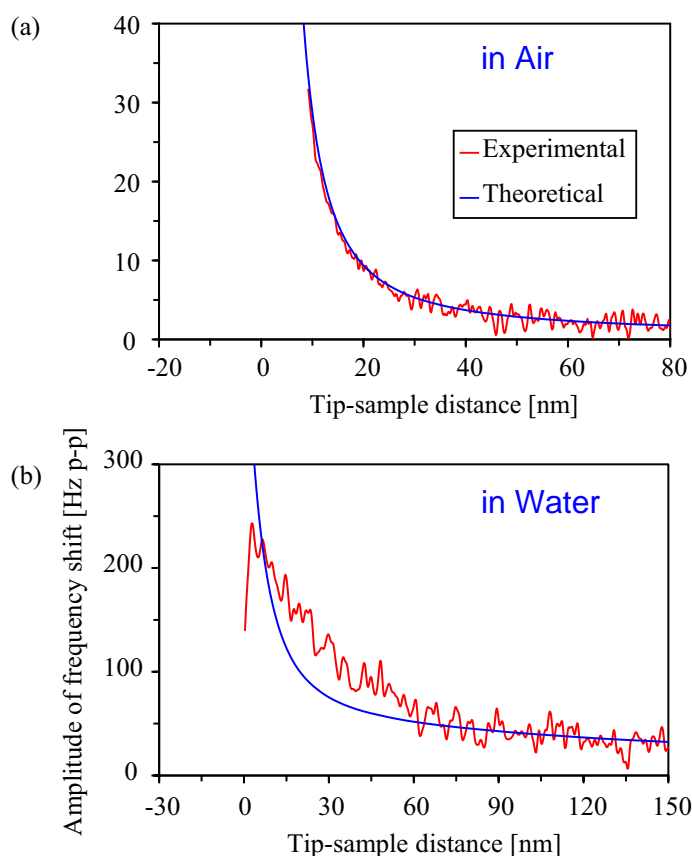 (a)
40
30
20
10
0
in Air
Experimental
Theoretical
-20 0 20 40 60 80
Tip-sample distance [nm]
(b)
Amplitude of frequency shift [Hz p-p]
300
200
100
0
in Water
-30 0 30 60 90 120 150
Tip-sample distance [nm]